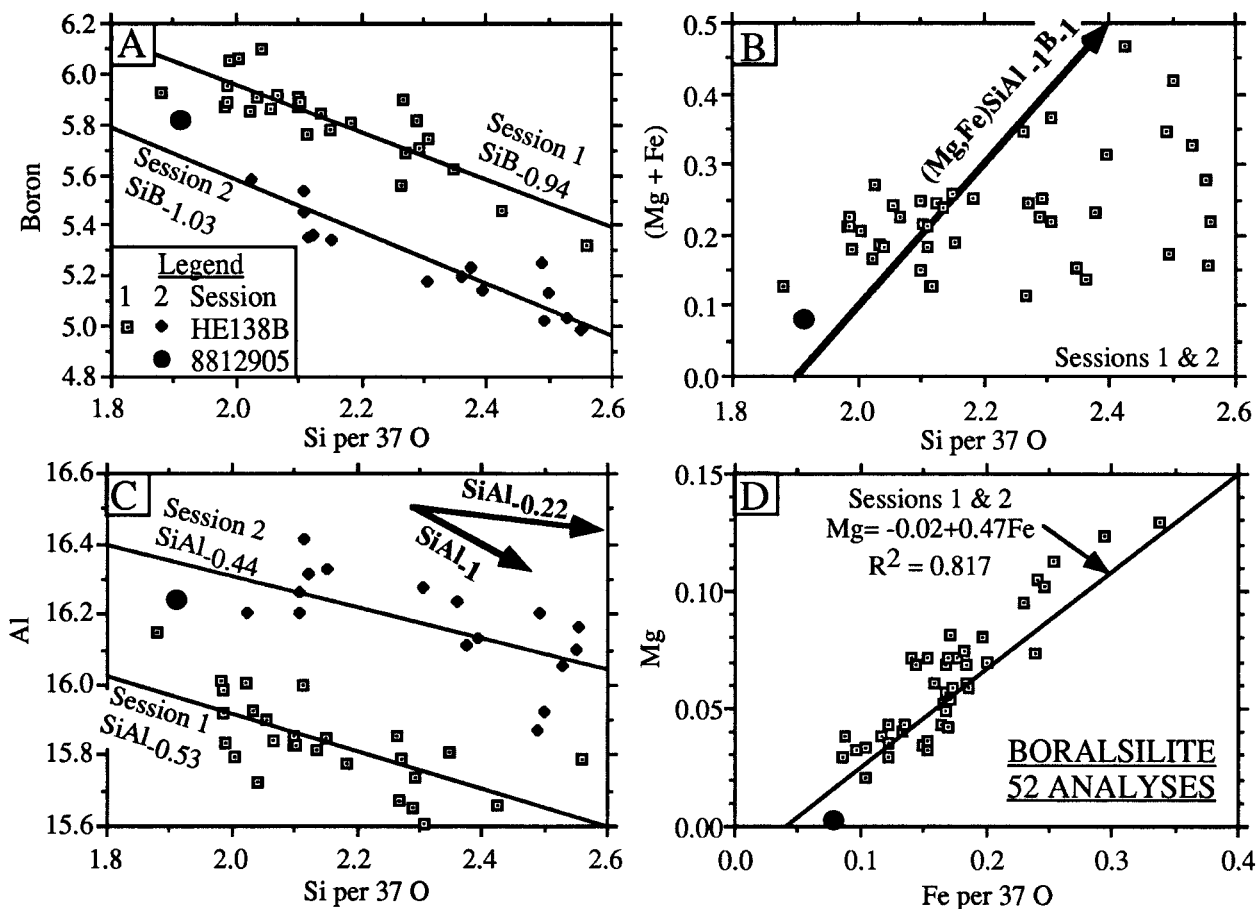 A
6.2
6.0
5.8
5.6
5.4
5.2
5.0
4.8
Boron
Session 1
SiB-0.94
Session 2
SiB-1.03
Legend
1 2 Session
HE138B
8812905
1.8 2.0 2.2 2.4 2.6
Si per 37 O
B
0.5
0.4
0.3
0.2
0.1
0.0
(Mg + Fe)
(Mg,Fe)SiAl-1B-1
Sessions 1 & 2
1.8 2.0 2.2 2.4 2.6
Si per 37 O
C
16.6
16.4
16.2
16.0
15.8
15.6
Al
SiAl-0.22
SiAl-1
Session 2
SiAl-0.44
Session 1
SiAl-0.53
1.8 2.0 2.2 2.4 2.6
Si per 37 O
D
0.15
0.10
0.05
0.00
Mg
Sessions 1 & 2
Mg= -0.02+0.47Fe
R2 = 0.817
BORALSILITE
52 ANALYSES
0.0 0.1 0.2 0.3 0.4
Fe per 37 O